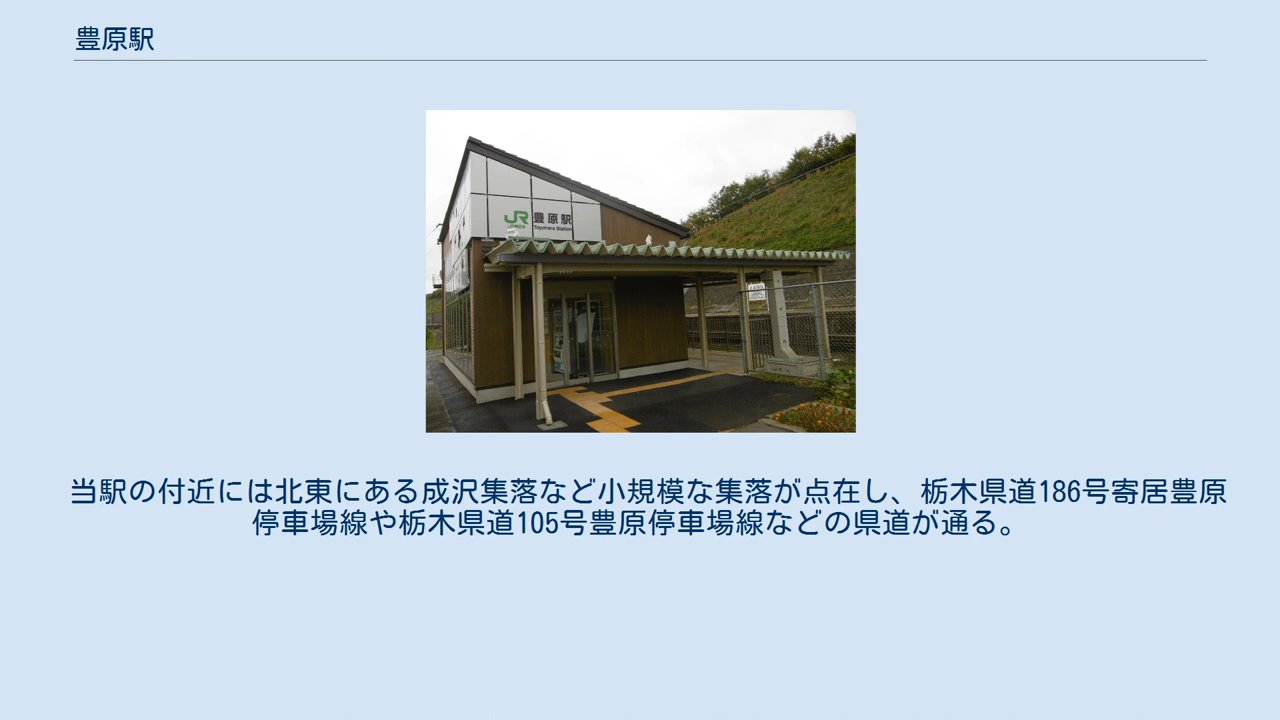 豊原駅
JR 豊原駅
Toyohara Station
当駅の付近には北東にある成沢集落など小規模な集落が点在し、栃木県道186号寄居豊原
停車場線や栃木県道105号豊原停車場線などの県道が通る。